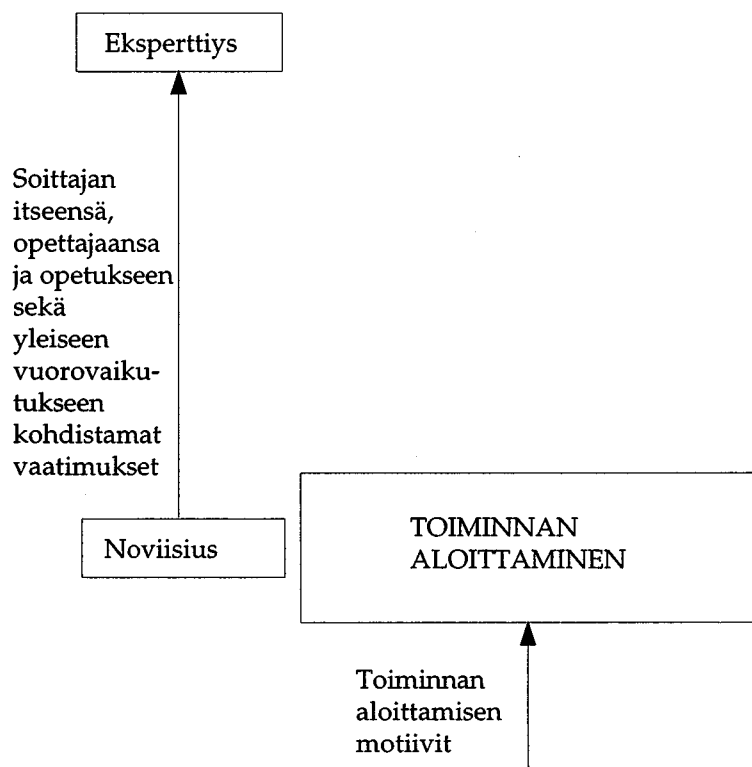 Eksperttiys
Soittajan
itseensä,
opettajaansa
ja opetukseen
sekä
yleiseen
vuorovaiku-
tukseen
kohdistamat
vaatimukset
Noviisius
TOIMINNAN
ALOITTAMINEN
Toiminnan
aloittamisen
motiivit